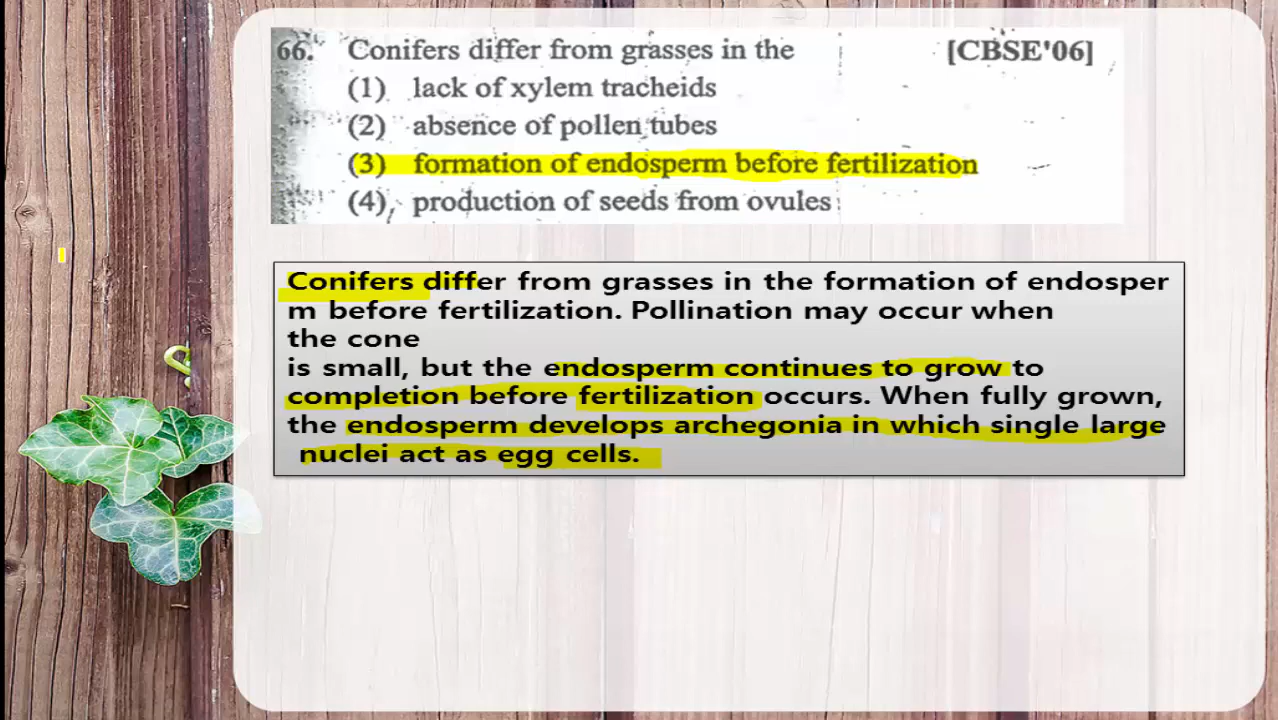 66. Conifers differ from grasses in the [CBSE'06]
(1) lack of xylem tracheids
(2) absence of pollen tubes
(3) formation of endosperm before fertilization
(4) production of seeds from ovules
Conifers differ from grasses in the formation of endosper
m before fertilization. Pollination may occur when
the cone
is small, but the endosperm continues to grow to
completion before fertilization occurs. When fully grown,
the endosperm develops archegonia in which single large
nuclei act as egg cells.